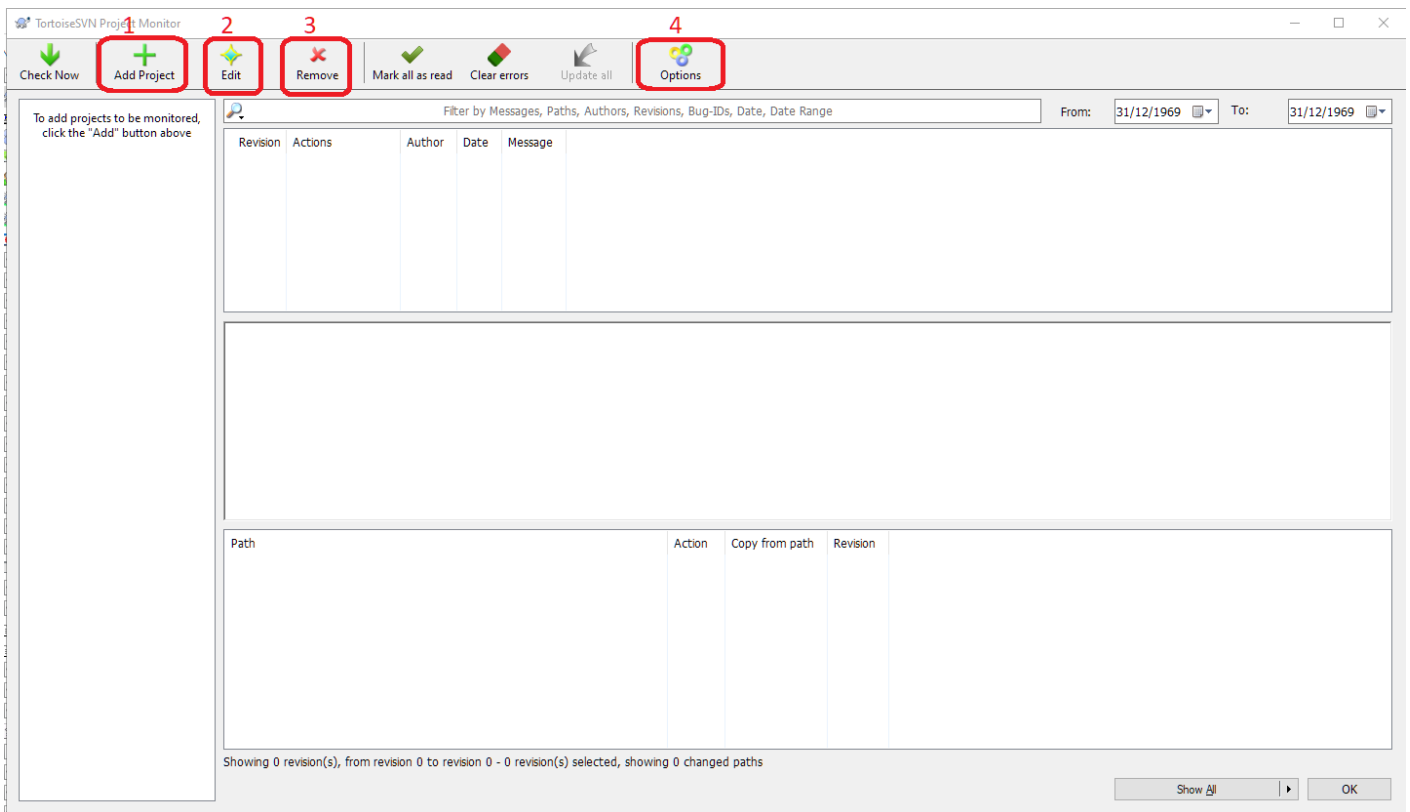 TortoiseSVN Project Monitor
1 2 3 4
Check Now Add Project Edit Remove Mark all as read Clear errors Update all Options
To add projects to be monitored,
click the "Add" button above
Filter by Messages, Paths, Authors, Revisions, Bug-IDs, Date, Date Range From: 31/12/1969 To: 31/12/1969
Revision Actions Author Date Message
Path Action Copy from path Revision
Showing 0 revision(s), from revision 0 to revision 0 - 0 revision(s) selected, showing 0 changed paths
Show All OK